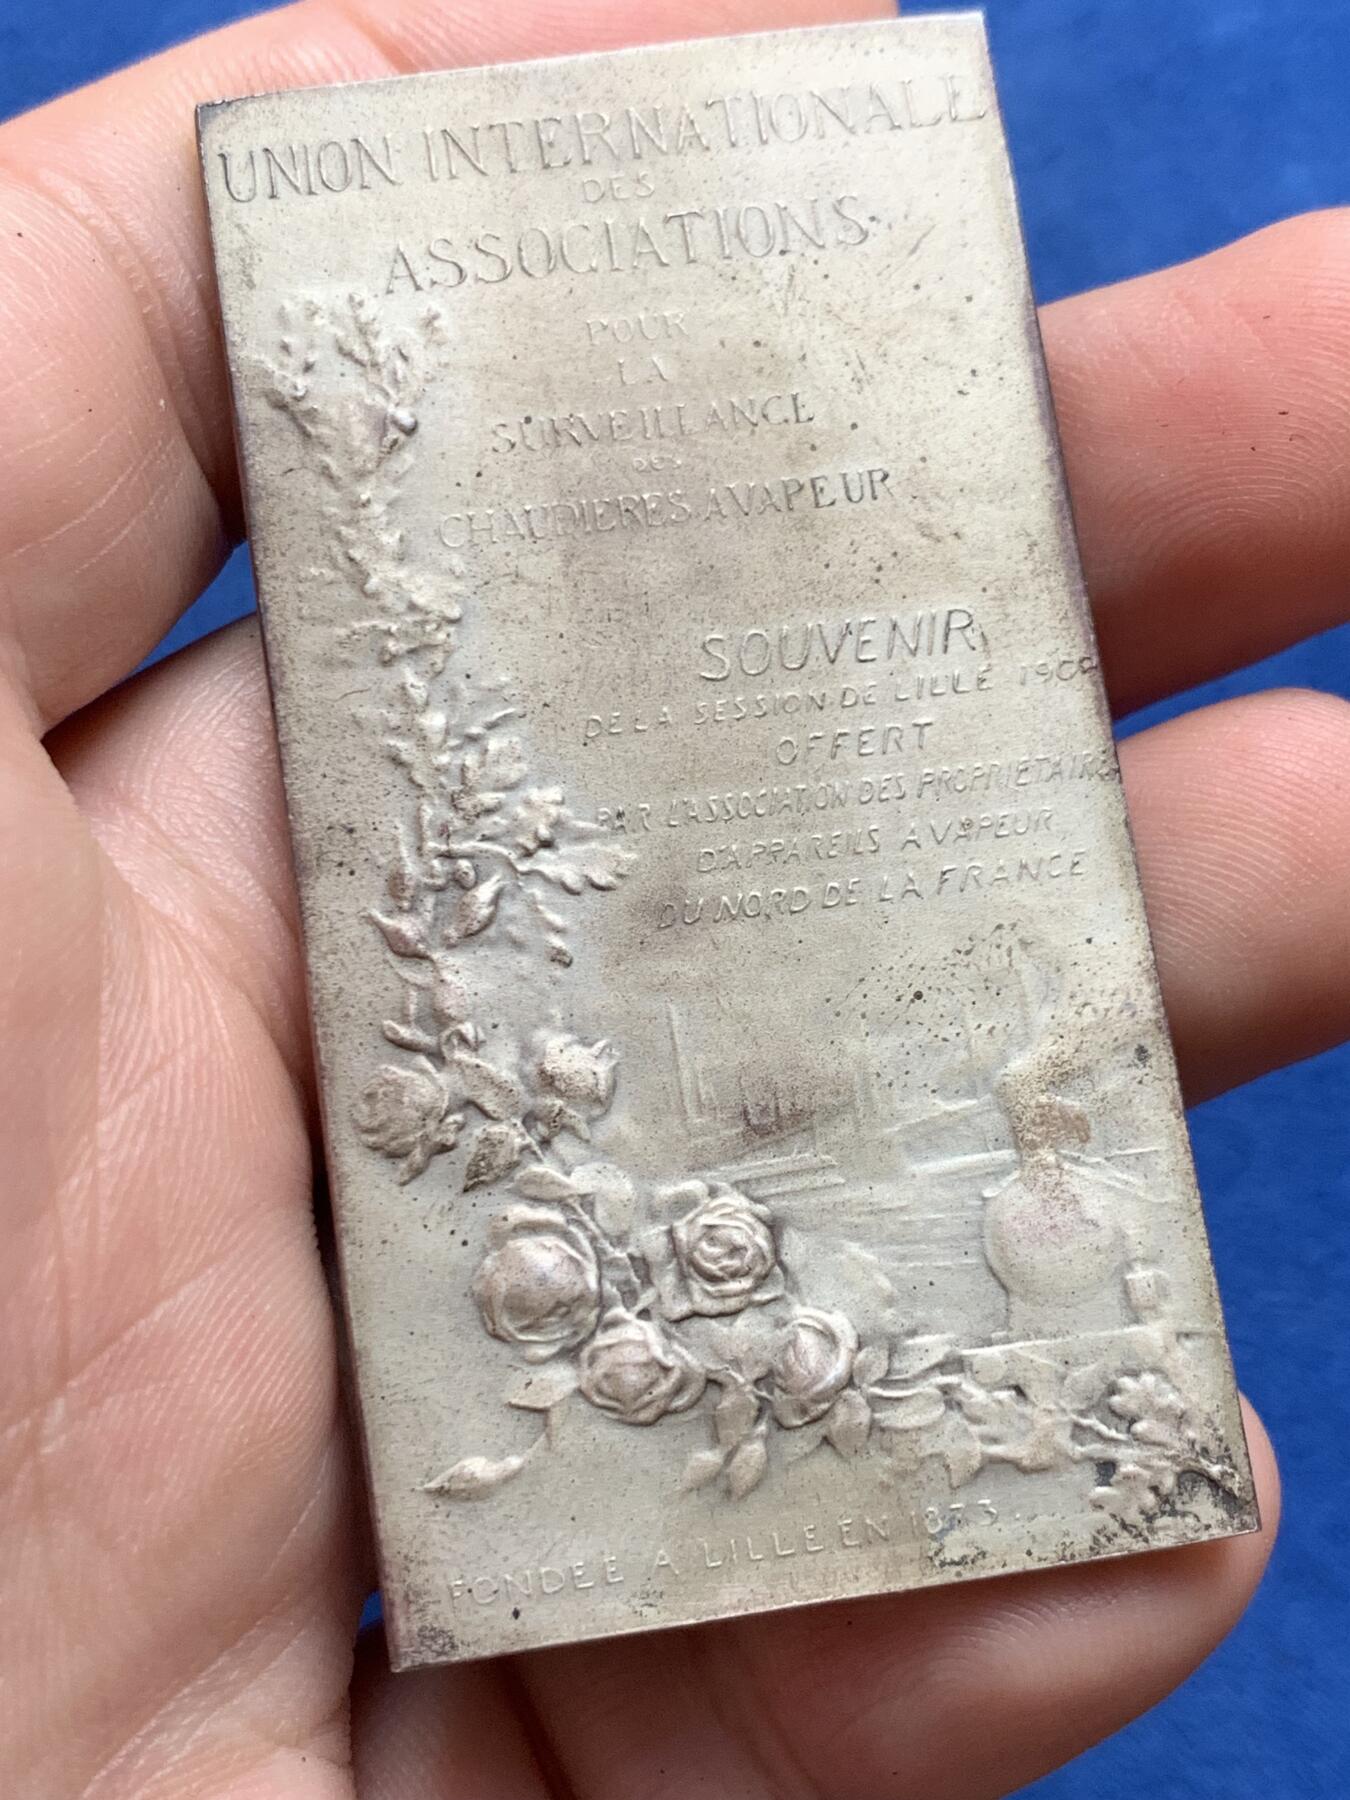 UNION INTERNATIONALE
DES
ASSOCIATIONS
POUR
LA
SURVEILLANCE
DES
CHAUDIERES A VAPEUR
SOUVENIR
DE LA SESSION DE LILLE
OFFERT
PAR L'ASSOCIATION DES PROPRIETAIRES
D'APPAREILS A VAPEUR
DU NORD DE LA FRANCE
FONDEE A LILLE EN 1873